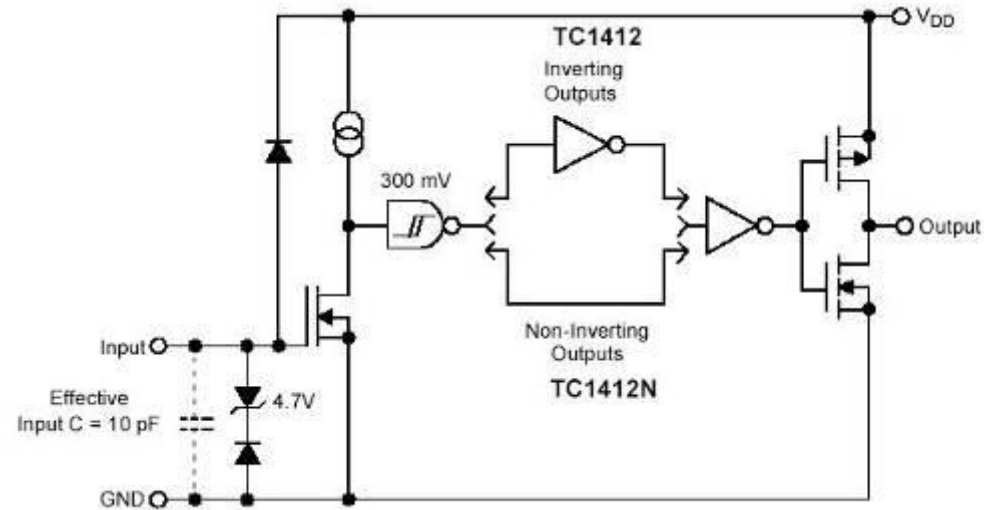 V_DD
TC1412
Inverting
Outputs
300 mV
Output
Input
Non-Inverting
Outputs
TC1412N
Effective
Input C = 10 pF
4.7V
GND